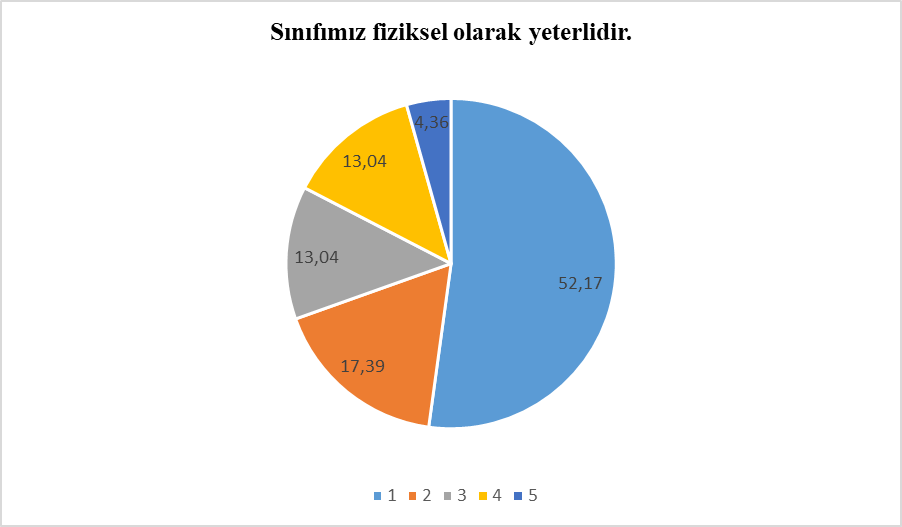 Sınıfımız fiziksel olarak yeterlidir.
4,36
13,04
13,04
52,17
17,39
1 2 3 4 5